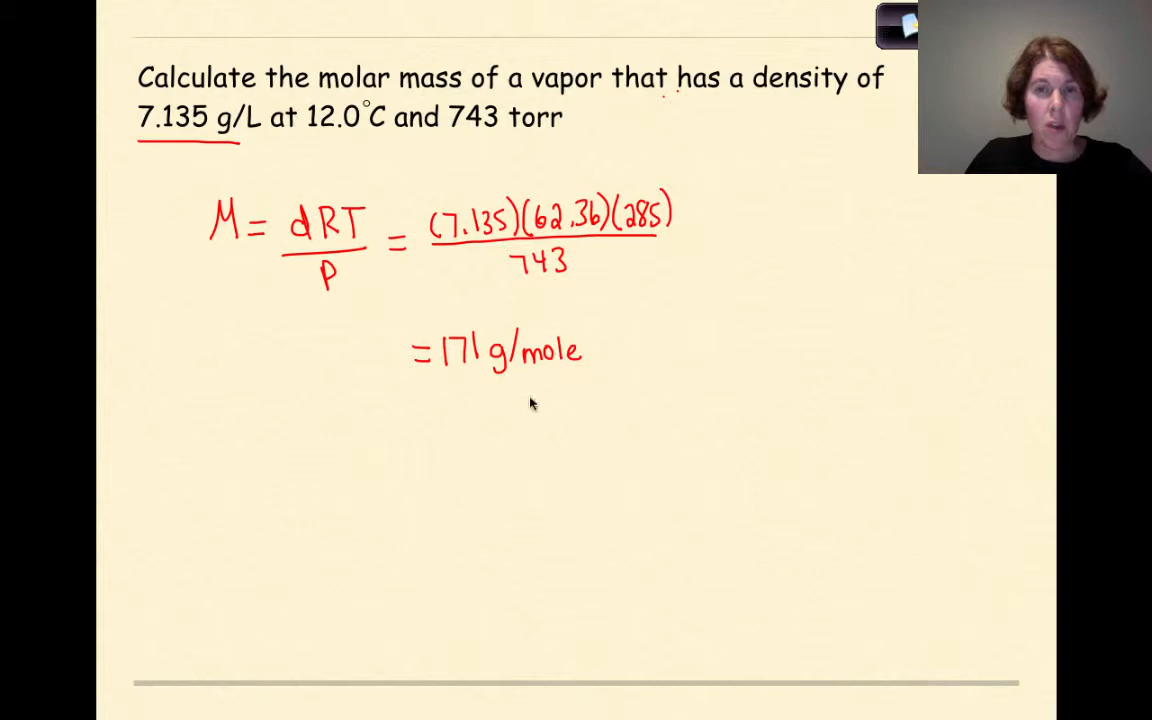 Calculate the molar mass of a vapor that has a density of
7.135 g/L at 12.0°C and 743 torr
M = dRT/P = (7.135)(62.36)(285)/743
= 171 g/mole